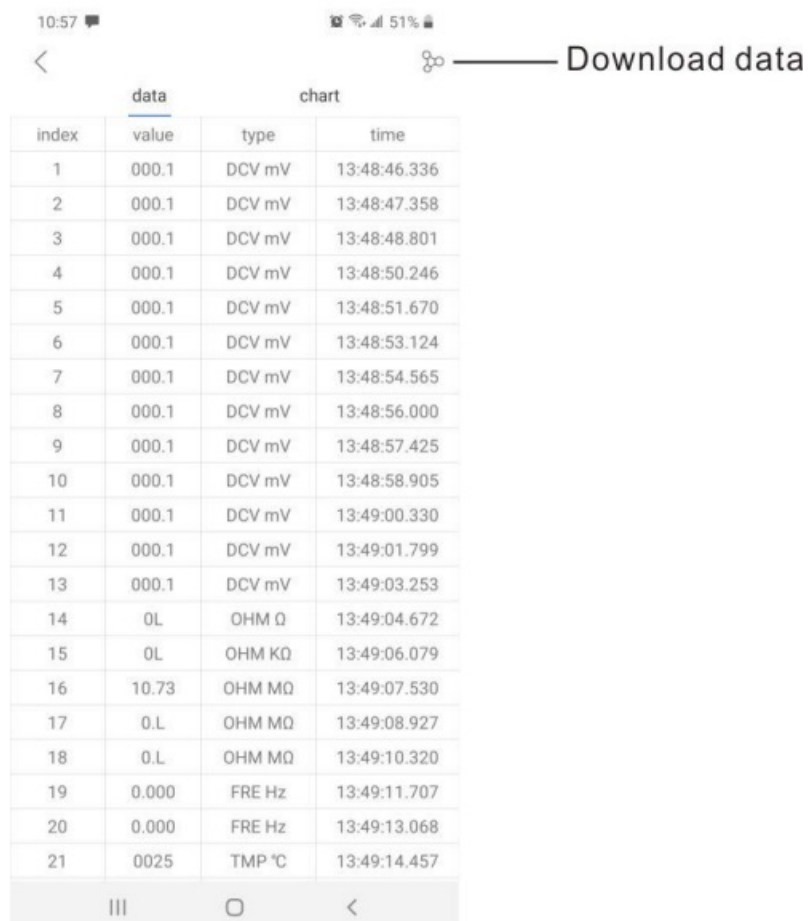 10:57 51%
Download data
data chart
index value type time
1 000.1 DCV mV 13:48:46.336
2 000.1 DCV mV 13:48:47.358
3 000.1 DCV mV 13:48:48.801
4 000.1 DCV mV 13:48:50.246
5 000.1 DCV mV 13:48:51.670
6 000.1 DCV mV 13:48:53.124
7 000.1 DCV mV 13:48:54.565
8 000.1 DCV mV 13:48:56.000
9 000.1 DCV mV 13:48:57.425
10 000.1 DCV mV 13:48:58.905
11 000.1 DCV mV 13:49:00.330
12 000.1 DCV mV 13:49:01.799
13 000.1 DCV mV 13:49:03.253
14 0L OHM Ω 13:49:04.672
15 0L OHM KΩ 13:49:06.079
16 10.73 OHM MΩ 13:49:07.530
17 0.L OHM MΩ 13:49:08.927
18 0.L OHM MΩ 13:49:10.320
19 0.000 FRE Hz 13:49:11.707
20 0.000 FRE Hz 13:49:13.068
21 0025 TMP ℃ 13:49:14.457